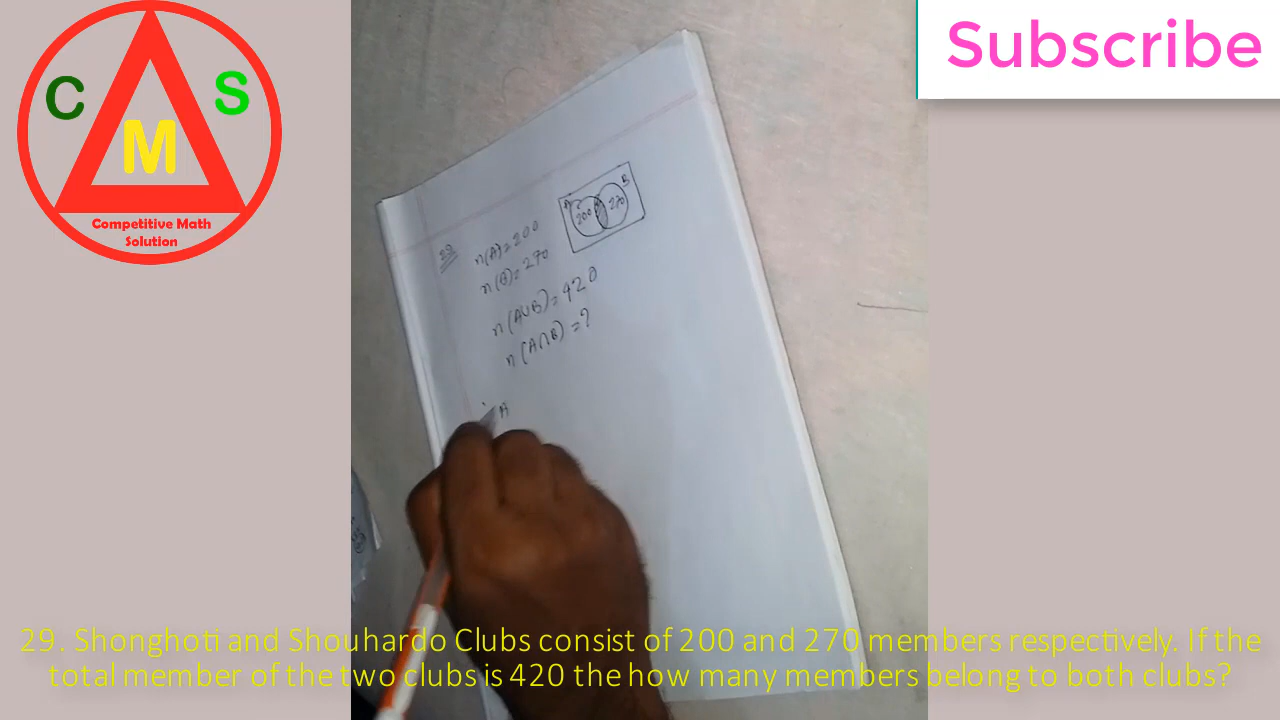 C
M
S
Competitive Math
Solution
Subscribe
29
n(A)= 200
n(B)= 270
n(A∪B)= 420
n(A∩B) = ?
A
A
B
200
270
29. Shonghoti and Shouhardo Clubs consist of 200 and 270 members respectively. If the
total member of the two clubs is 420 the how many members belong to both clubs?